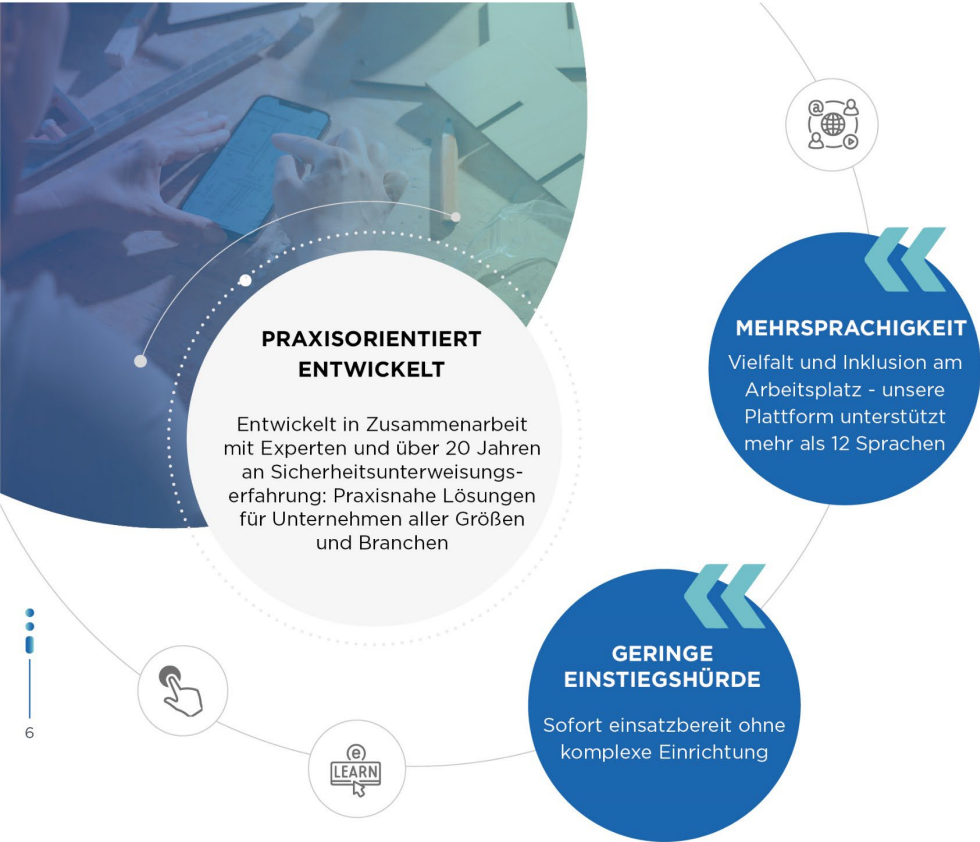 PRAXISORIENTIERT
ENTWICKELT
Entwickelt in Zusammenarbeit
mit Experten und über 20 Jahren
an Sicherheitsunterweisungs-
erfahrung: Praxisnahe Lösungen
für Unternehmen aller Größen
und Branchen
@
MEHRSPRACHIGKEIT
Vielfalt und Inklusion am
Arbeitsplatz - unsere
Plattform unterstützt
mehr als 12 Sprachen
GERINGE
EINSTIEGSHÜRDE
Sofort einsatzbereit ohne
komplexe Einrichtung
(e)
LEARN
6